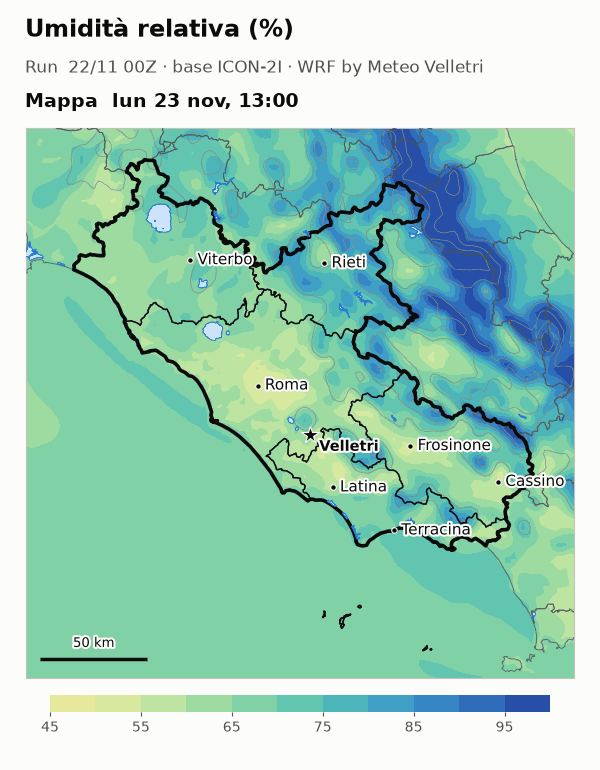 Umidità relativa (%)
Run  22/11 00Z · base ICON-2I · WRF by Meteo Velletri
Mappa  lun 23 nov, 13:00
Viterbo
Rieti
Roma
Velletri
Frosinone
Latina
Cassino
Terracina
50 km
45 55 65 75 85 95